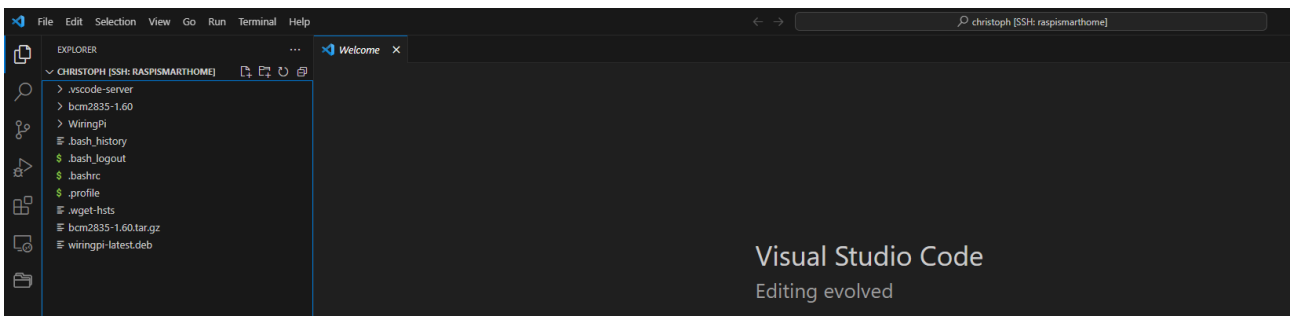 File Edit Selection View Go Run Terminal Help
christoph [SSH: raspismarthome]
EXPLORER
Welcome
CHRISTOPH [SSH: RASPISMARTHOME]
.vscode-server
bcm2835-1.60
WiringPi
.bash_history
$ .bash_logout
$ .bashrc
$ .profile
.wget-hsts
bcm2835-1.60.tar.gz
wiringpi-latest.deb
Visual Studio Code
Editing evolved